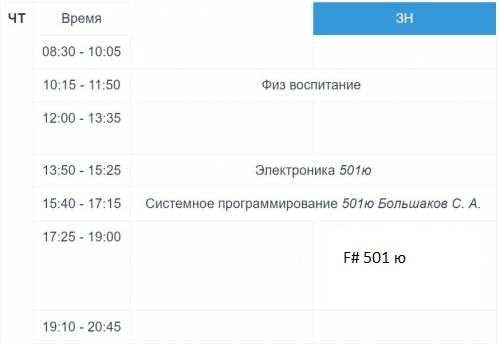 ЧТ Время ЗН
08:30 - 10:05
10:15 - 11:50 Физ воспитание
12:00 - 13:35
13:50 - 15:25 Электроника 501ю
15:40 - 17:15 Системное программирование 501ю Большаков С. А.
17:25 - 19:00
F# 501 ю
19:10 - 20:45